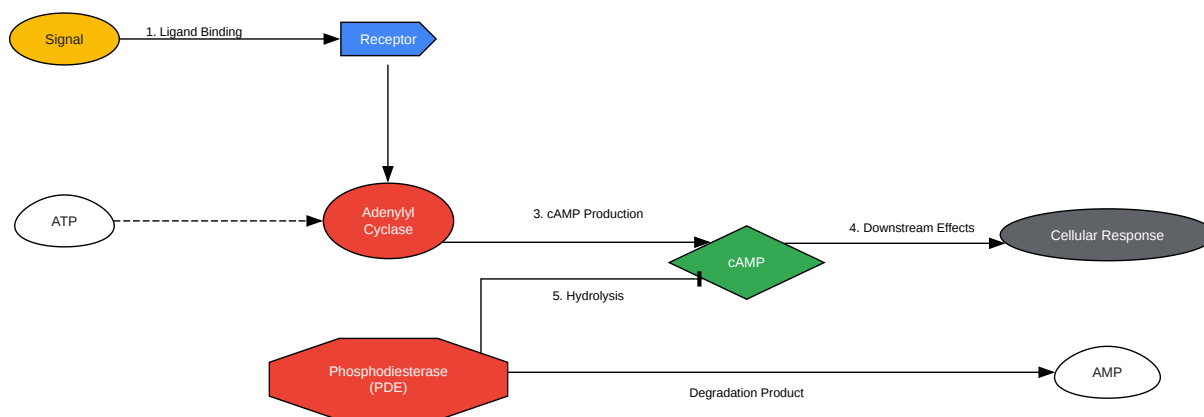 1. Ligand Binding
Signal
Receptor
ATP
Adenylyl
Cyclase
3. cAMP Production
4. Downstream Effects
Cellular Response
cAMP
5. Hydrolysis
Phosphodiesterase
(PDE)
Degradation Product
AMP